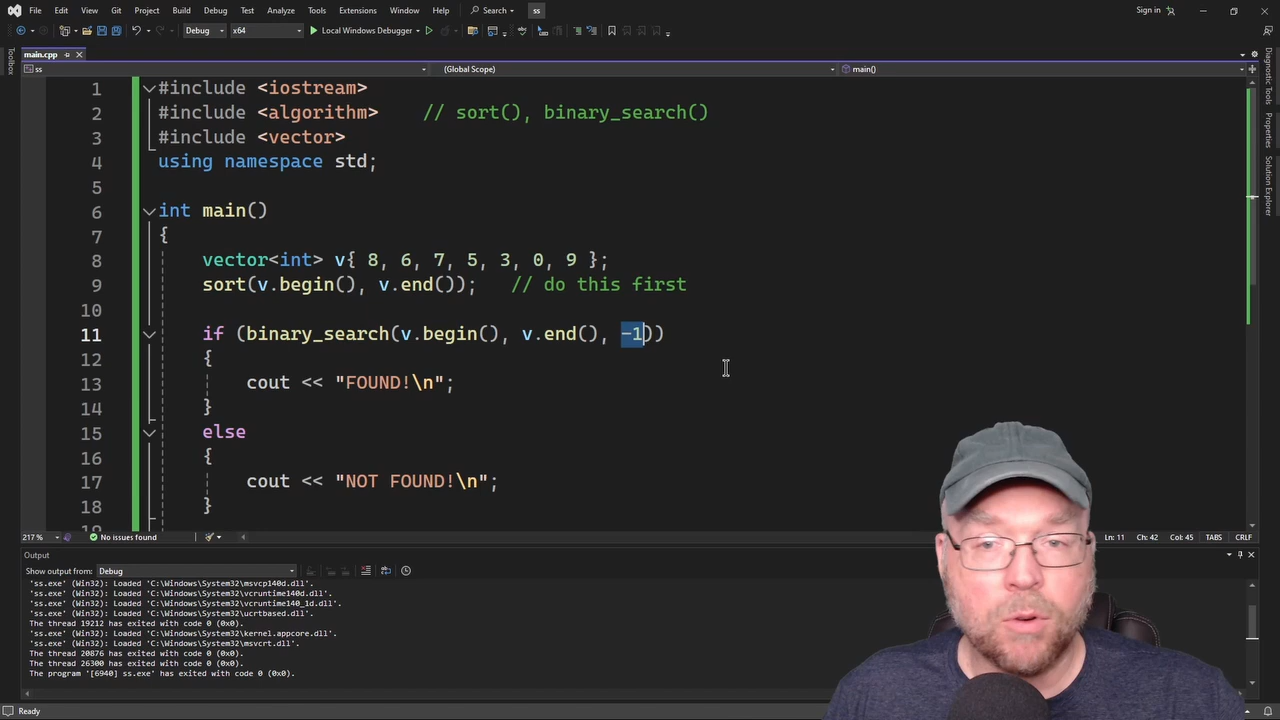 File Edit View Git Project Build Debug Test Analyze Tools Extensions Window Help Search ss Sign in
Debug x64 Local Windows Debugger
main.cpp
ss (Global Scope) main()
1 #include <iostream>
2 #include <algorithm> // sort(), binary_search()
3 #include <vector>
4 using namespace std;
5
6 int main()
7 {
8 vector<int> v{ 8, 6, 7, 5, 3, 0, 9 };
9 sort(v.begin(), v.end()); // do this first
10
11 if (binary_search(v.begin(), v.end(), -1))
12 {
13 cout << "FOUND!\n";
14 }
15 else
16 {
17 cout << "NOT FOUND!\n";
18 }
19
217 % No issues found Ln: 11 Ch: 42 Col: 45 TABS CRLF
Output
Show output from: Debug
'ss.exe' (Win32): Loaded 'C:\Windows\System32\msvcp140d.dll'.
'ss.exe' (Win32): Loaded 'C:\Windows\System32\vcruntime140d.dll'.
'ss.exe' (Win32): Loaded 'C:\Windows\System32\vcruntime140_1d.dll'.
'ss.exe' (Win32): Loaded 'C:\Windows\System32\ucrtbased.dll'.
The thread 19212 has exited with code 0 (0x0).
'ss.exe' (Win32): Loaded 'C:\Windows\System32\kernel.appcore.dll'.
'ss.exe' (Win32): Loaded 'C:\Windows\System32\msvcrt.dll'.
The thread 20876 has exited with code 0 (0x0).
The thread 26300 has exited with code 0 (0x0).
The program '[6940] ss.exe' has exited with code 0 (0x0).
Ready
Toolbox
Diagnostic Tools
Properties
Solution Explorer